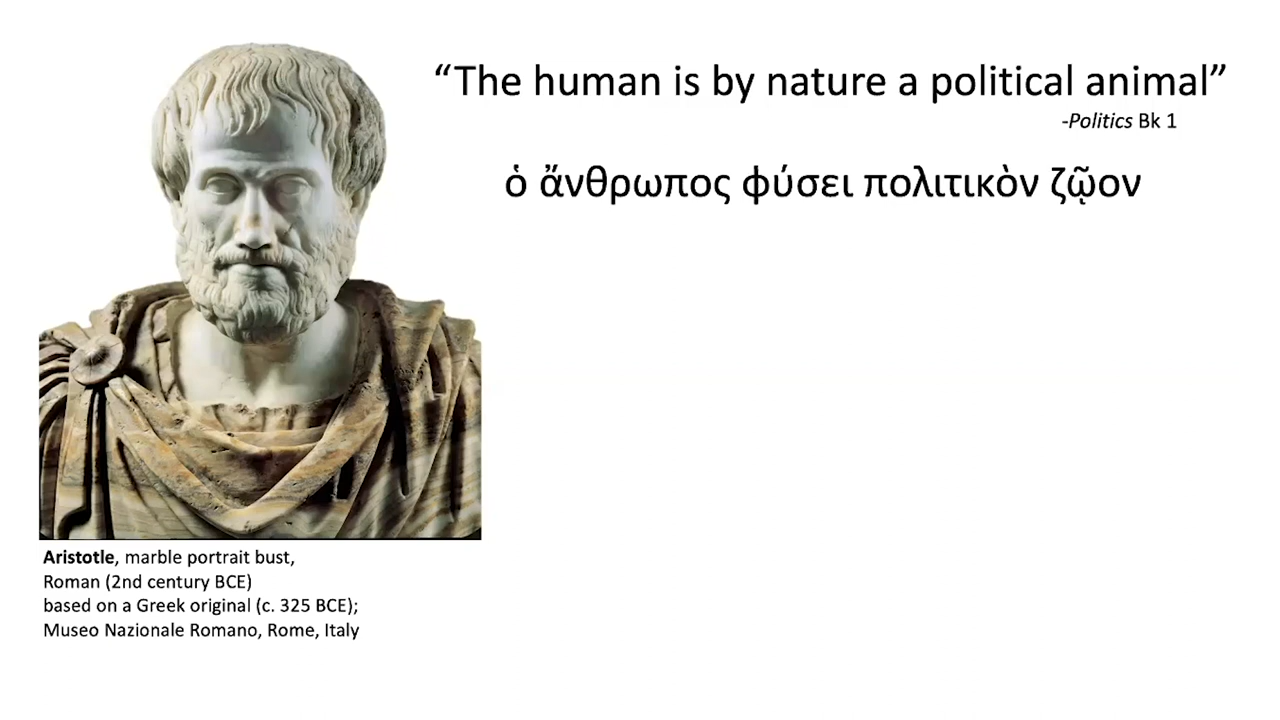 “The human is by nature a political animal”
-Politics Bk 1
ὁ ἄνθρωπος φύσει πολιτικὸν ζῷον
Aristotle, marble portrait bust,
Roman (2nd century BCE)
based on a Greek original (c. 325 BCE);
Museo Nazionale Romano, Rome, Italy